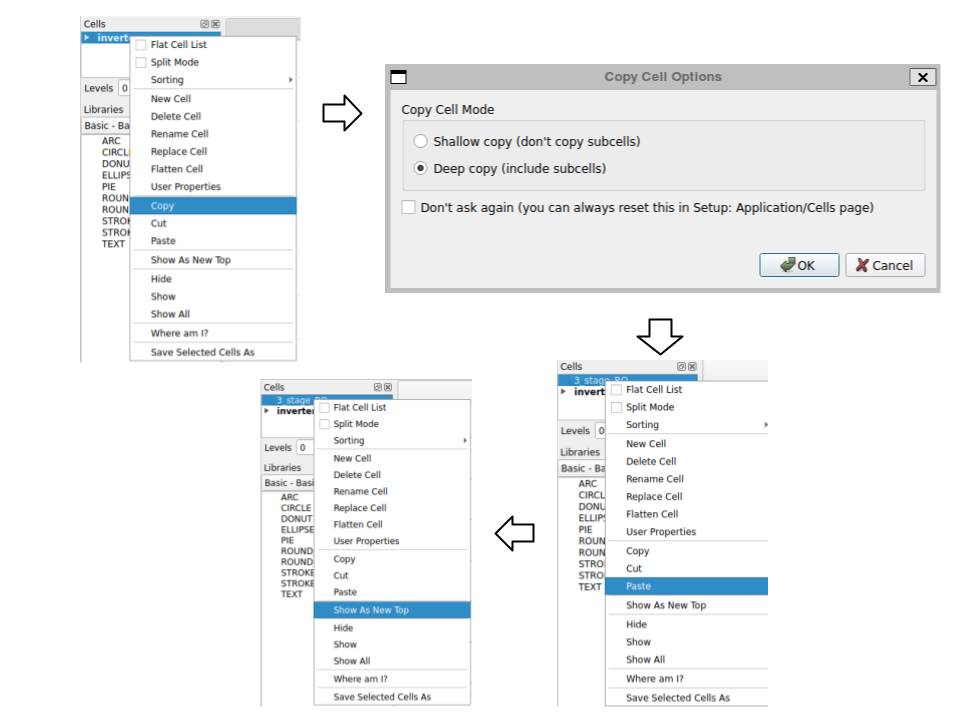 Cells
Flat Cell List
Split Mode
Sorting
New Cell
Delete Cell
Rename Cell
Replace Cell
Flatten Cell
User Properties
Copy
Cut
Paste
Show As New Top
Hide
Show
Show All
Where am I?
Save Selected Cells As
Levels 0
Libraries
Basic - Ba
ARC
CIRCL
DONU
ELLIPS
PIE
ROUN
ROUN
STRO
STRO
TEXT
Copy Cell Options
Copy Cell Mode
Shallow copy (don't copy subcells)
Deep copy (include subcells)
Don't ask again (you can always reset this in Setup: Application/Cells page)
OK
Cancel
Cells
3_stage_RO
inverter
Flat Cell List
Split Mode
Sorting
New Cell
Delete Cell
Rename Cell
Replace Cell
Flatten Cell
User Properties
Copy
Cut
Paste
Show As New Top
Hide
Show
Show All
Where am I?
Save Selected Cells As
Levels 0
Libraries
Basic - Basi
ARC
CIRCLE
DONUT
ELLIPSE
PIE
ROUND
ROUND
STROKE
STROKE
TEXT
Cells
3_stage_RO
invert
Flat Cell List
Split Mode
Sorting
New Cell
Delete Cell
Rename Cell
Replace Cell
Flatten Cell
User Properties
Copy
Cut
Paste
Show As New Top
Hide
Show
Show All
Where am I?
Save Selected Cells As
Levels 0
Libraries
Basic - Ba
ARC
CIRCL
DONU
ELLIPS
PIE
ROUN
ROUN
STRO
STRO
TEXT